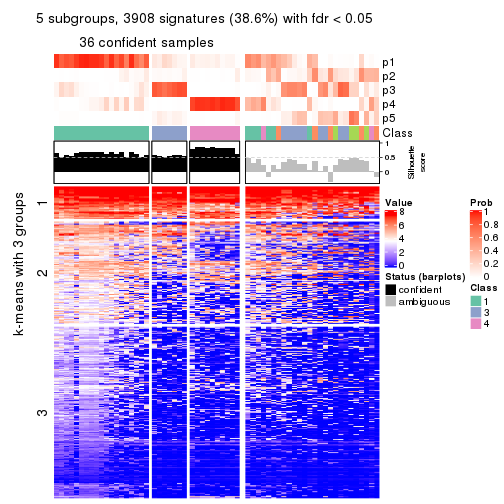 5 subgroups, 3908 signatures (38.6%) with fdr < 0.05
36 confident samples
p1
p2
p3
p4
p5
Class
1
0.5
0
Silhouette
score
k-means with 3 groups
1
2
3
Value
8
6
4
2
0
Status (barplots)
confident
ambiguous
Prob
1
0.8
0.6
0.4
0.2
0
Class
1
3
4